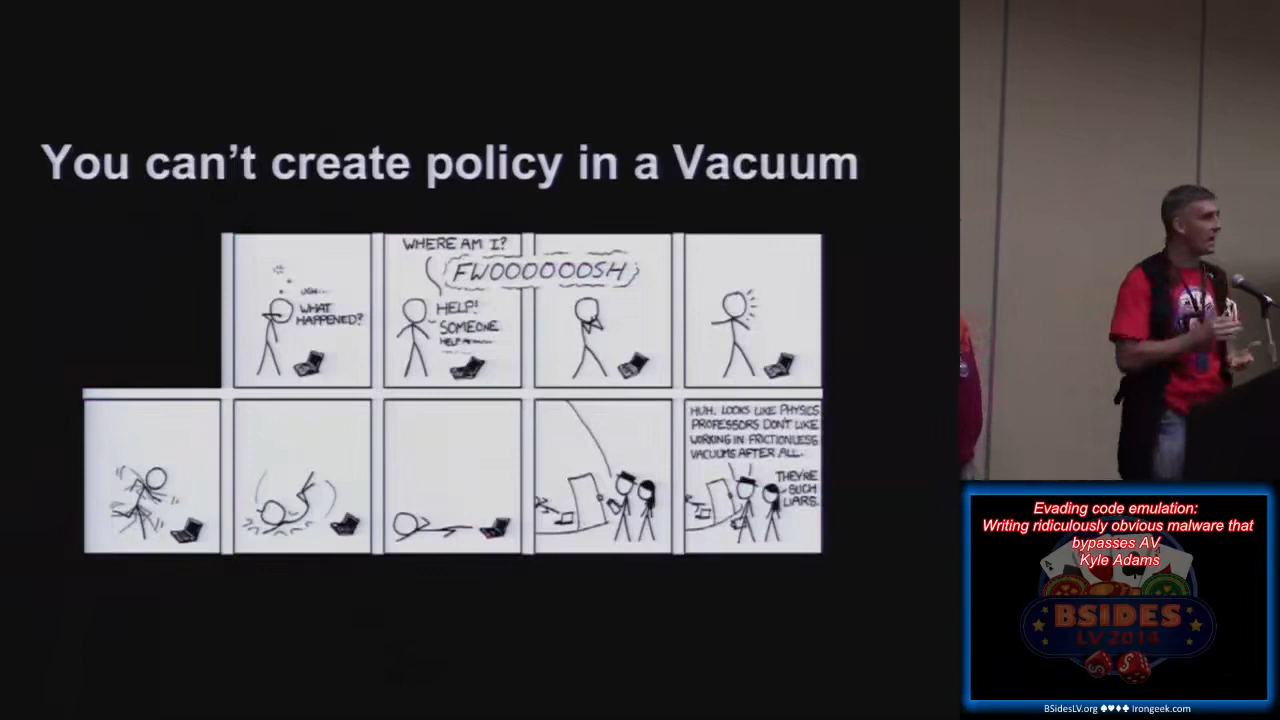 You can't create policy in a Vacuum
UGH...
WHAT
HAPPENED?
WHERE AM I?
FWOOOOOOSH
HELP!
SOMEONE
HUH. LOOKS LIKE PHYSICS
PROFESSORS DON'T LIKE
WORKING IN FRICTIONLESS
VACUUMS AFTER ALL.
THEY'RE
SUCH
LIARS.
Evading code emulation:
Writing ridiculously obvious malware that
bypasses AV
Kyle Adams
BSIDES
LV 2014
BSidesLV.org ♠♥♦♣ Irongeek.com